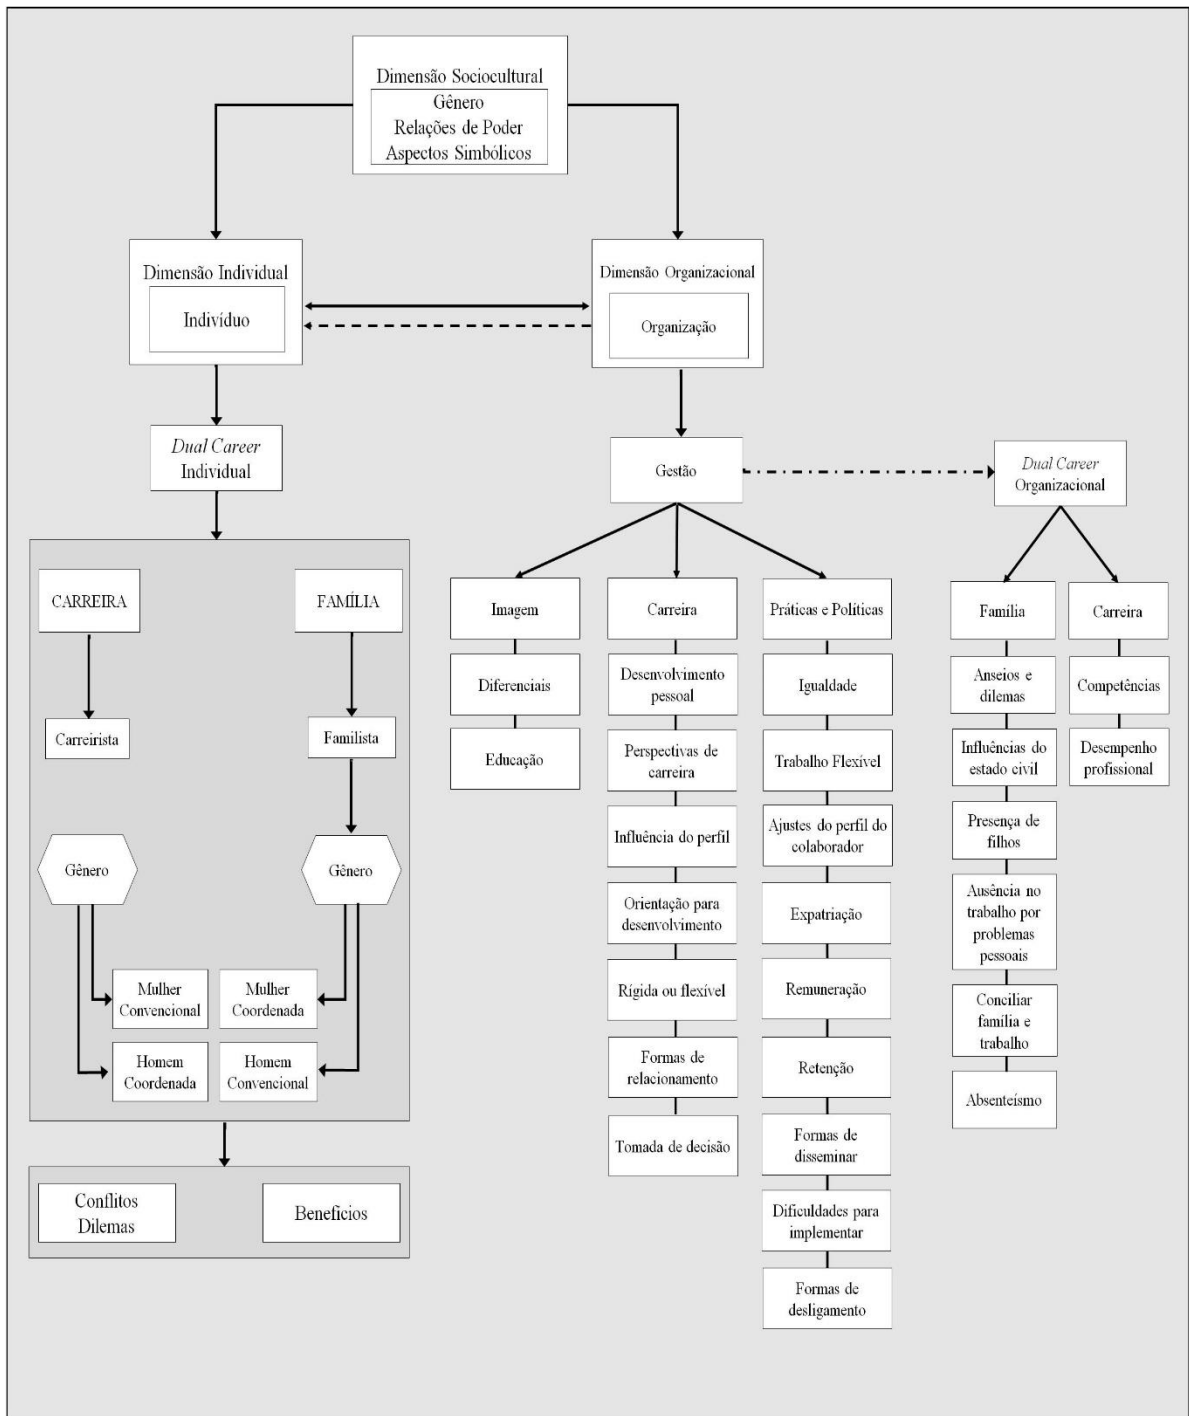 Dimensão Sociocultural
Gênero
Relações de Poder
Aspectos Simbólicos
Dimensão Individual
Indivíduo
Dimensão Organizacional
Organização
Dual Career
Individual
Gestão
Dual Career
Organizacional
CARREIRA
FAMÍLIA
Carreirista
Familista
Gênero
Gênero
Mulher
Convencional
Mulher
Coordenada
Homem
Coordenada
Homem
Convencional
Conflitos
Dilemas
Beneficios
Imagem
Diferenciais
Educação
Carreira
Desenvolvimento
pessoal
Perspectivas de
carreira
Influência do perfil
Orientação para
desenvolvimento
Rígida ou flexível
Formas de
relacionamento
Tomada de decisão
Práticas e Políticas
Igualdade
Trabalho Flexível
Ajustes do perfil do
colaborador
Expatriação
Remuneração
Retenção
Formas de
disseminar
Dificuldades para
implementar
Formas de
desligamento
Família
Anseios e
dilemas
Influências do
estado civil
Presença de
filhos
Ausência no
trabalho por
problemas
pessoais
Conciliar
família e
trabalho
Absenteísmo
Carreira
Competências
Desempenho
profissional